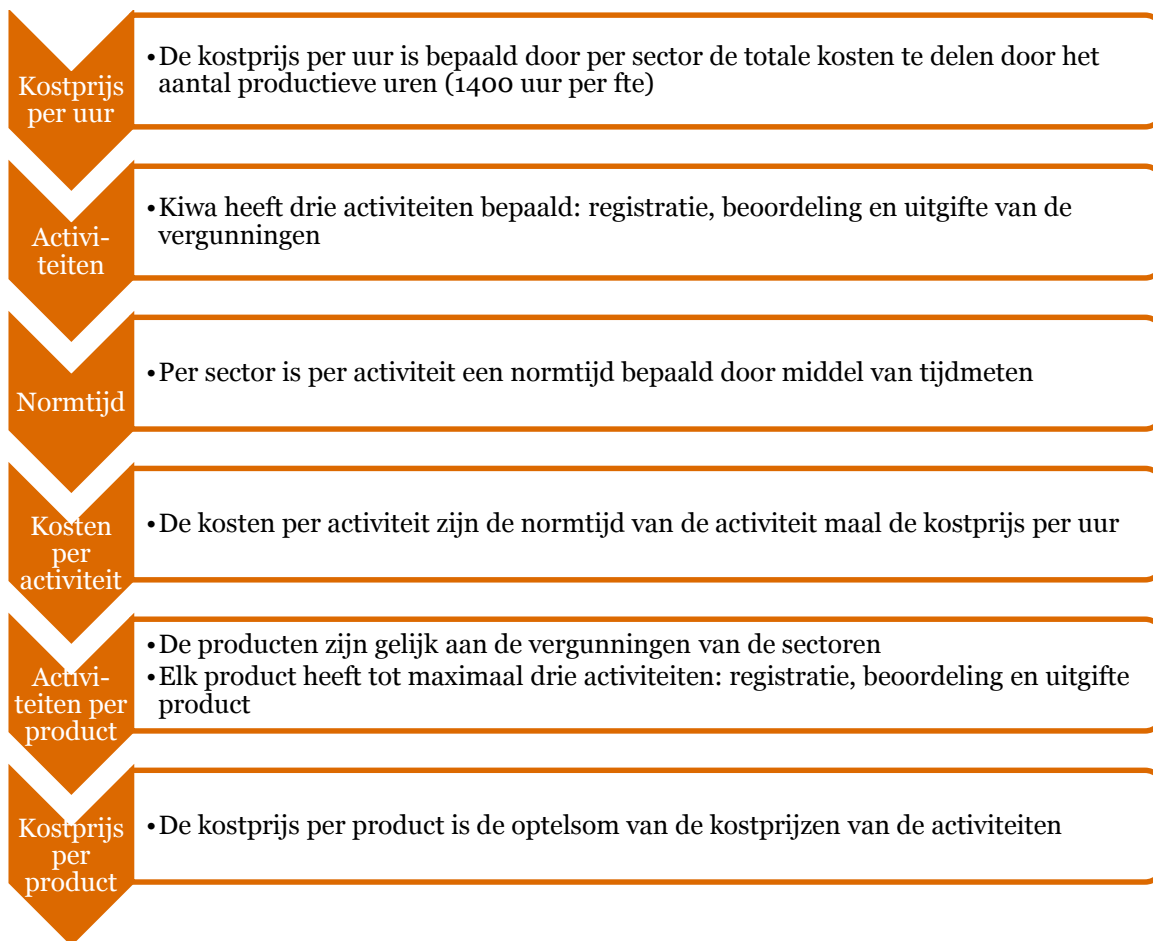 Kostprijs
per uur
•De kostprijs per uur is bepaald door per sector de totale kosten te delen door het
aantal productieve uren (1400 uur per fte)
Activi-
teiten
•Kiwa heeft drie activiteiten bepaald: registratie, beoordeling en uitgifte van de
vergunningen
Normtijd
•Per sector is per activiteit een normtijd bepaald door middel van tijdmeten
Kosten
per
activiteit
•De kosten per activiteit zijn de normtijd van de activiteit maal de kostprijs per uur
Activi-
teiten per
product
•De producten zijn gelijk aan de vergunningen van de sectoren
•Elk product heeft tot maximaal drie activiteiten: registratie, beoordeling en uitgifte
product
Kostprijs
per
product
•De kostprijs per product is de optelsom van de kostprijzen van de activiteiten